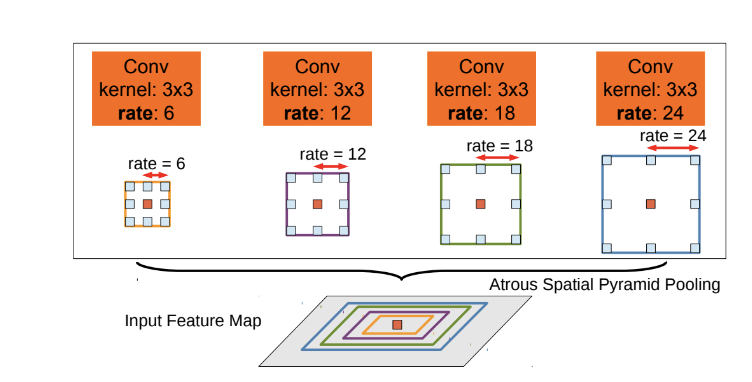 Conv
kernel: 3x3
rate: 6
Conv
kernel: 3x3
rate: 12
Conv
kernel: 3x3
rate: 18
Conv
kernel: 3x3
rate: 24
rate = 6
rate = 12
rate = 18
rate = 24
Atrous Spatial Pyramid Pooling
Input Feature Map